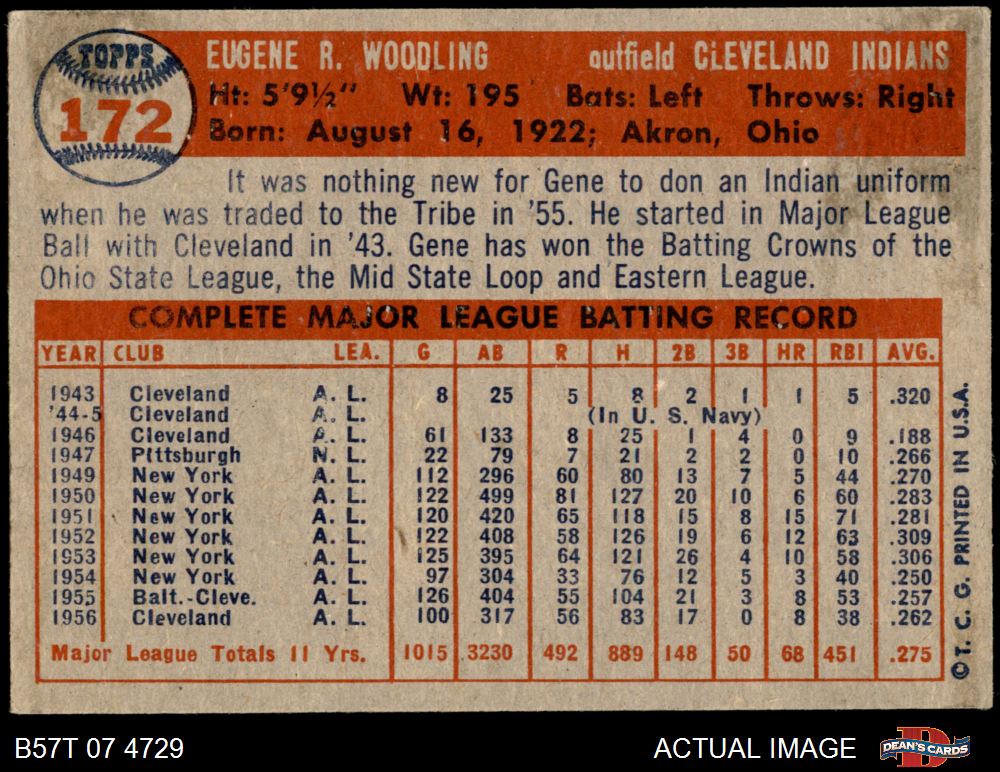 TOPPS
172
EUGENE R. WOODLING outfield CLEVELAND INDIANS
Ht: 5'9½" Wt: 195 Bats: Left Throws: Right
Born: August 16, 1922; Akron, Ohio
It was nothing new for Gene to don an Indian uniform
when he was traded to the Tribe in '55. He started in Major League
Ball with Cleveland in '43. Gene has won the Batting Crowns of the
Ohio State League, the Mid State Loop and Eastern League.
COMPLETE MAJOR LEAGUE BATTING RECORD
YEAR CLUB LEA. G AB R H 2B 3B HR RBI AVG.
1943 Cleveland A. L. 8 25 5 8 2 1 1 5 .320
'44-5 Cleveland A. L. (In U. S. Navy)
1946 Cleveland A. L. 61 133 8 25 1 4 0 9 .188
1947 Pittsburgh N. L. 22 79 7 21 2 2 0 10 .266
1949 New York A. L. 112 296 60 80 13 7 5 44 .270
1950 New York A. L. 122 499 81 127 20 10 6 60 .283
1951 New York A. L. 120 420 65 118 15 8 15 71 .281
1952 New York A. L. 122 408 58 126 19 6 12 63 .309
1953 New York A. L. 125 395 64 121 26 4 10 58 .306
1954 New York A. L. 97 304 33 76 12 5 3 40 .250
1955 Balt.-Cleve. A. L. 126 404 55 104 21 3 8 53 .257
1956 Cleveland A. L. 100 317 56 83 17 0 8 38 .262
Major League Totals 11 Yrs. 1015 3230 492 889 148 50 68 451 .275
©T. C. G. PRINTED IN U.S.A.
B57T 07 4729 ACTUAL IMAGE DEAN'S CARDS